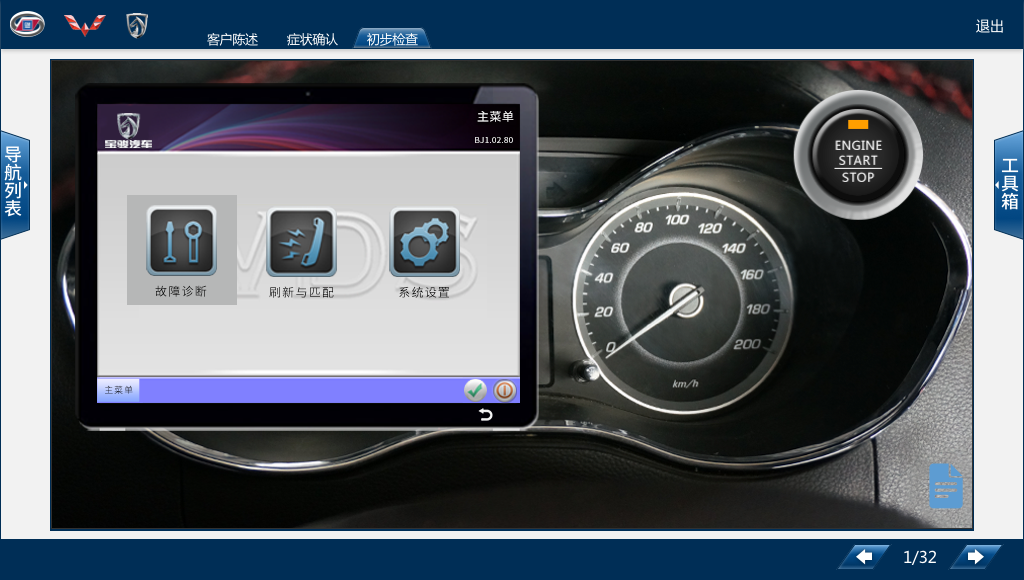 客户陈述
症状确认
初步检查
退出
导航列表
工具箱
宝骏汽车
主菜单
BJ1.02.80
MDS
故障诊断
刷新与匹配
系统设置
主菜单
ENGINE
START
STOP
0
20
40
60
80
100
120
140
160
180
200
km/h
1/32